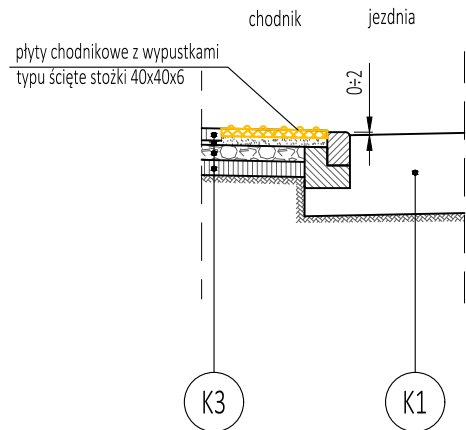 chodnik
jezdnia
płyty chodnikowe z wypustkami
typu ścięte stożki 40x40x6
0÷2
K3
K1